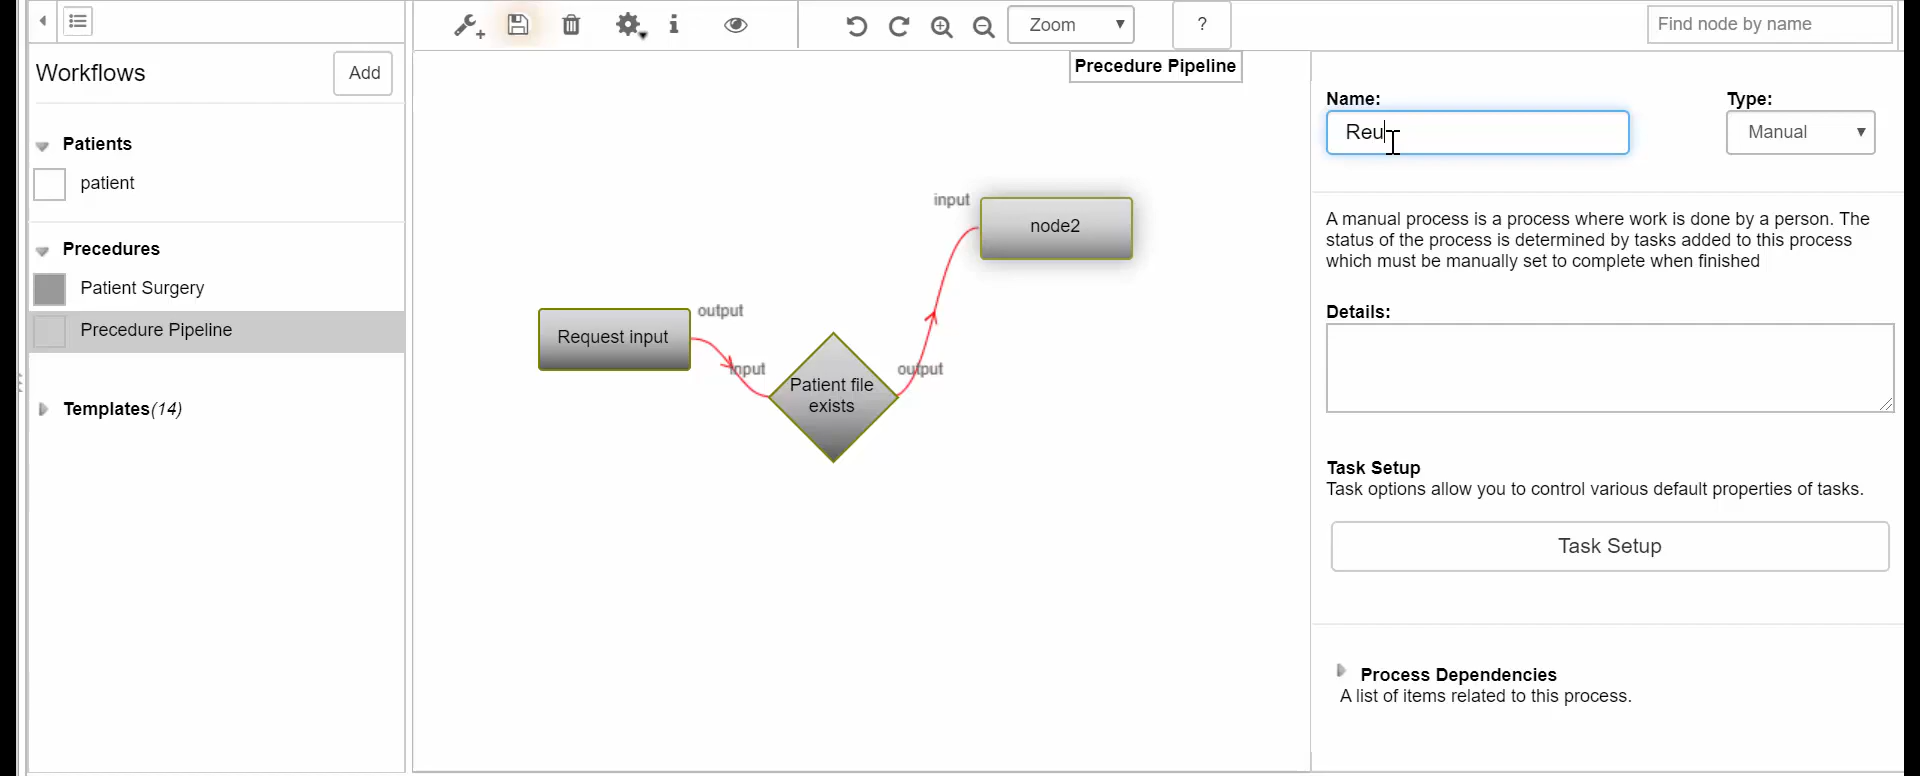 Zoom
?
Find node by name
Workflows
Add
Patients
patient
Precedures
Patient Surgery
Precedure Pipeline
Templates(14)
Precedure Pipeline
input
node2
output
Request input
input
output
Patient file
exists
Name:
Type:
Reu
Manual
A manual process is a process where work is done by a person. The
status of the process is determined by tasks added to this process
which must be manually set to complete when finished
Details:
Task Setup
Task options allow you to control various default properties of tasks.
Task Setup
Process Dependencies
A list of items related to this process.